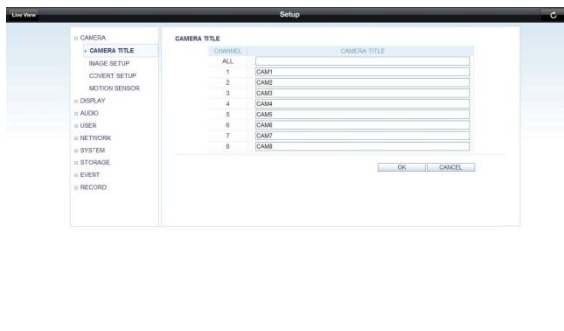 Live View
Setup
CAMERA
CAMERA TITLE
IMAGE SETUP
COVERT SETUP
MOTION SENSOR
DISPLAY
AUDIO
USER
NETWORK
SYSTEM
STORAGE
EVENT
RECORD
CAMERA TITLE
CHANNEL CAMERA TITLE
ALL
1 CAM1
2 CAM2
3 CAM3
4 CAM4
5 CAM5
6 CAM6
7 CAM7
8 CAM8
OK CANCEL